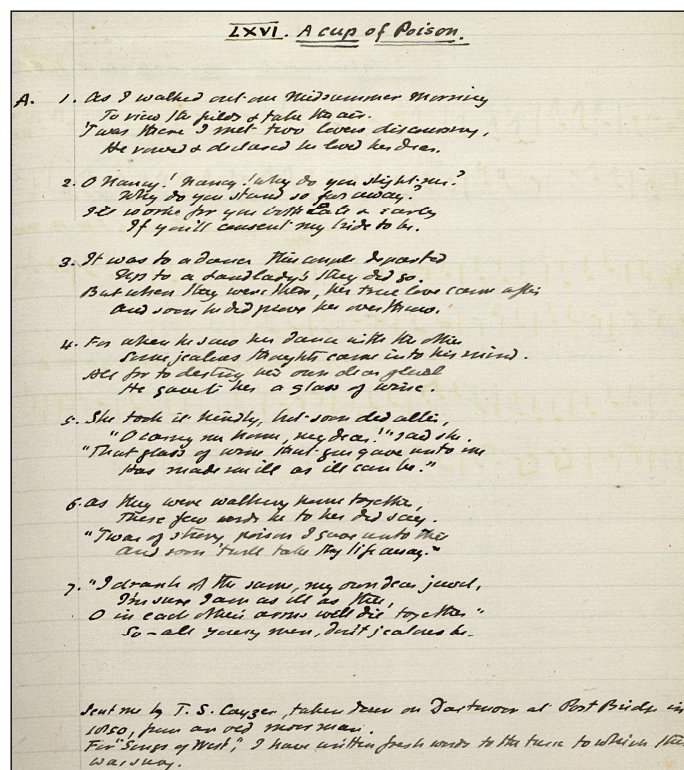 LXVI. A cup of Poison.
A. 1. As I walked out one Midsummer Morning
To view the fields & take the air.
'Twas there I met two lovers discoursing,
He vowed & declared he loved her dear.
2. O Nancy! Nancy! why do you slight me?
Why do you stand so far away.
I'll works for you both late & early
If you'll consent my bride to be.
3. It was to a dance this couple departed
Up to a Landlady's they did go.
But when they were there, her true love came after
And soon he did prove her overthrow.
4. For when he saw her dance with the other
Some jealous thoughts came into his mind.
All for to destroy his own dear
He gave to her a glass of wine.
5. She took it kindly, but soon did alter,
"O carry me home, my dear!" said she.
"That glass of wine that you gave unto me
Has made me ill as ill can be."
6. As they were walking home together,
These few words he to her did say.
"'Twas of strong poison I gave unto thee
And soon 'twill take thy life away."
7. "I drank of the same, my own dear jewel,
I'm sure I am as ill as thee,
O in each other's arms we'll die together"
So - all young men, don't jealous be.
Sent me by T. S. Cayzer, taken down on Dartmoor at Post Bridge in
1850, from an old moor man.
For "Songs of West," I have written fresh words to the tune to which this
was sung.